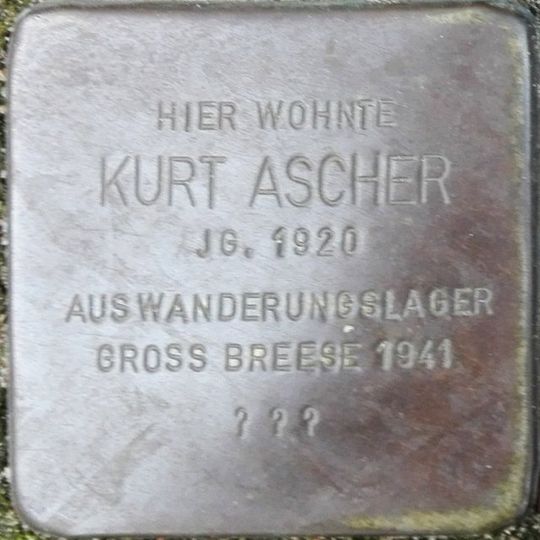 HIER WOHNTE
KURT ASCHER
JG. 1920
AUSWANDERUNGSLAGER
GROSS BREESE 1941
? ? ?